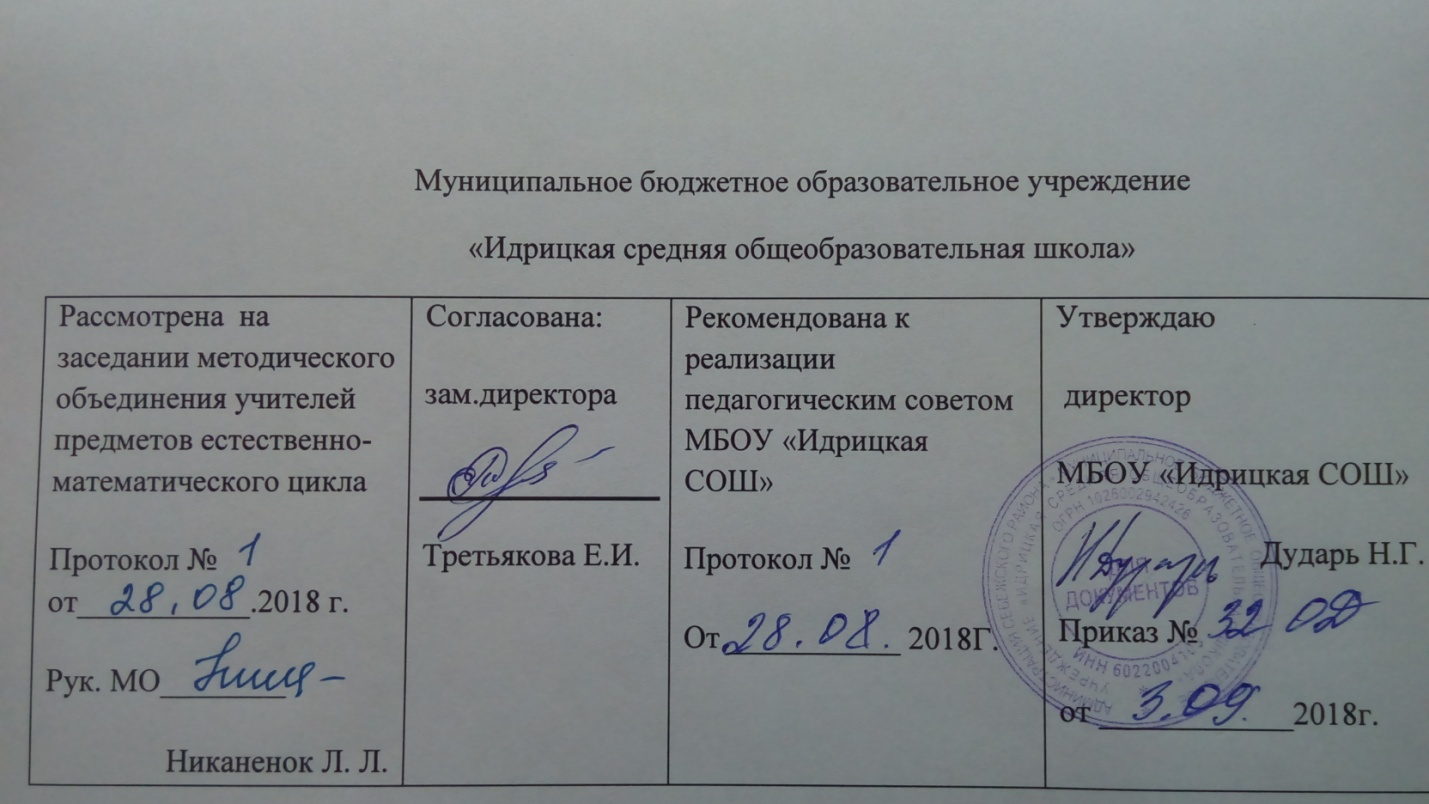 Муниципальное бюджетное образовательное учреждение
«Идрицкая средняя общеобразовательная школа»
Рассмотрена на
заседании методического
объединения учителей
предметов естественно-
математического цикла
Протокол № 1
от 28.08.2018 г.
Рук. МО
Никаненок Л. Л.
Согласована:
зам.директора
Третьякова Е.И.
Рекомендована к
реализации
педагогическим советом
МБОУ «Идрицкая
СОШ»
Протокол № 1
От 28.08. 2018Г.
Утверждаю
директор
МБОУ «Идрицкая СОШ»
Дударь Н.Г.
Приказ № 32 ОД
от 3.09. 2018г.
ДОКУМЕНТОВ